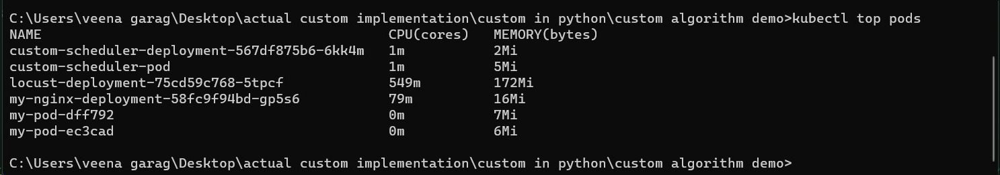 C:\Users\veena garag\Desktop\actual custom implementation\custom in python\custom algorithm demo>kubectl top pods
NAME CPU(cores) MEMORY(bytes)
custom-scheduler-deployment-567df875b6-6kk4m 1m 2Mi
custom-scheduler-pod 1m 5Mi
locust-deployment-75cd59c768-5tpcf 549m 172Mi
my-nginx-deployment-58fc9f94bd-gp5s6 79m 16Mi
my-pod-dff792 0m 7Mi
my-pod-ec3cad 0m 6Mi
C:\Users\veena garag\Desktop\actual custom implementation\custom in python\custom algorithm demo>